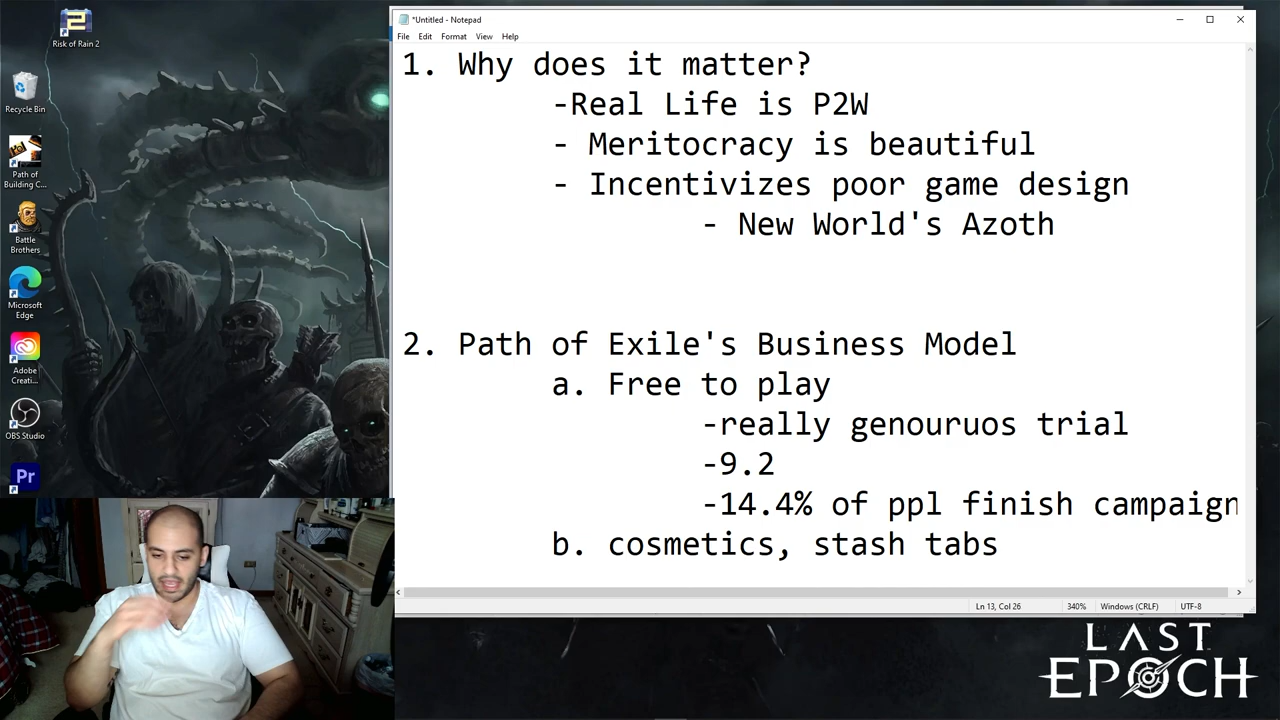 Risk of Rain 2
Recycle Bin
Path of
Building C...
Battle
Brothers
Microsoft
Edge
Adobe
Creati...
OBS Studio
Pr
*Untitled - Notepad
File Edit Format View Help
1. Why does it matter?
-Real Life is P2W
- Meritocracy is beautiful
- Incentivizes poor game design
- New World's Azoth
2. Path of Exile's Business Model
a. Free to play
-really genouruos trial
-9.2
-14.4% of ppl finish campaign
b. cosmetics, stash tabs
Ln 13, Col 26 340% Windows (CRLF) UTF-8
LAST
EPOCH